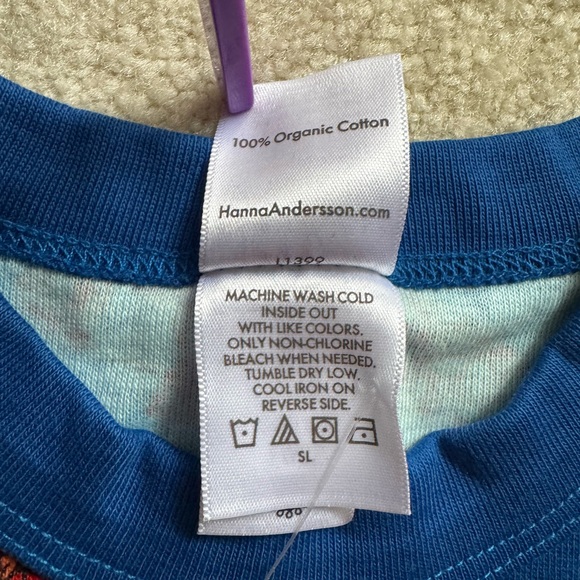 100% Organic Cotton
HannaAndersson.com
MACHINE WASH COLD
INSIDE OUT
WITH LIKE COLORS.
ONLY NON-CHLORINE
BLEACH WHEN NEEDED.
TUMBLE DRY LOW.
COOL IRON ON
REVERSE SIDE.
SL